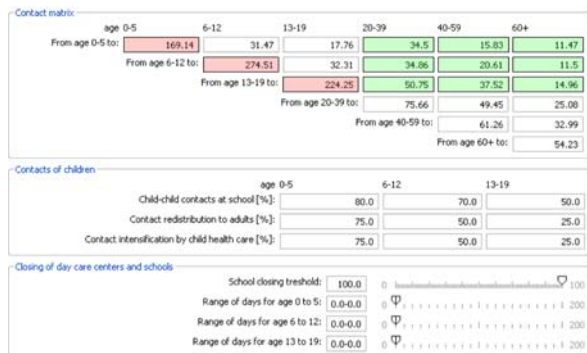 Contact matrix
age 0-5 6-12 13-19 20-39 40-59 60+
From age 0-5 to: 169.14 31.47 17.76 34.5 15.83 11.47
From age 6-12 to: 274.51 32.31 34.86 20.61 11.5
From age 13-19 to: 224.25 50.75 37.52 14.96
From age 20-39 to: 75.66 49.45 25.08
From age 40-59 to: 61.26 32.99
From age 60+ to: 54.23
Contacts of children
age 0-5 6-12 13-19
Child-child contacts at school [%]: 80.0 70.0 50.0
Contact redistribution to adults [%]: 75.0 50.0 25.0
Contact intensification by child health care [%]: 75.0 50.0 25.0
Closing of day care centers and schools
School closing treshold: 100.0 0 100
Range of days for age 0 to 5: 0.0-0.0 0 200
Range of days for age 6 to 12: 0.0-0.0 0 200
Range of days for age 13 to 19: 0.0-0.0 0 200